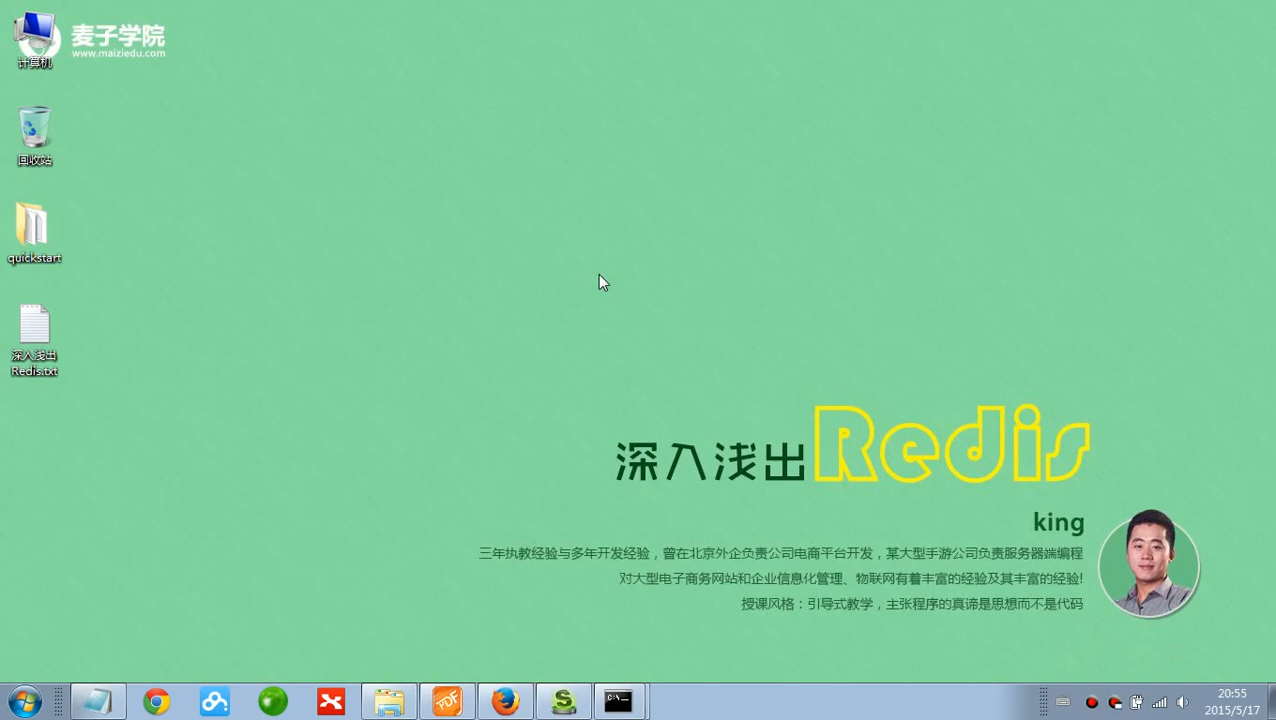 麦子学院
www.maiziedu.com
计算机
回收站
quickstart
深入浅出
Redis.txt
深入浅出Redis
king
三年执教经验与多年开发经验，曾在北京外企负责公司电商平台开发，某大型手游公司负责服务器端编程
对大型电子商务网站和企业信息化管理、物联网有着丰富的经验及其丰富的经验!
授课风格：引导式教学，主张程序的真谛是思想而不是代码
PDF
C:\_
20:55
2015/5/17